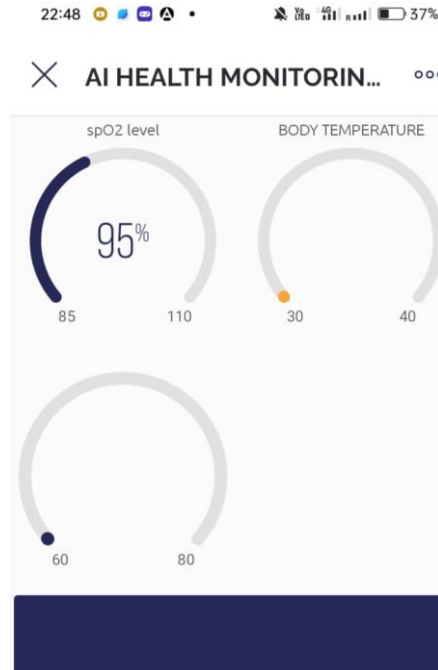 22:48 37%
AI HEALTH MONITORIN...
spO2 level BODY TEMPERATURE
95%
85 110 30 40
60 80